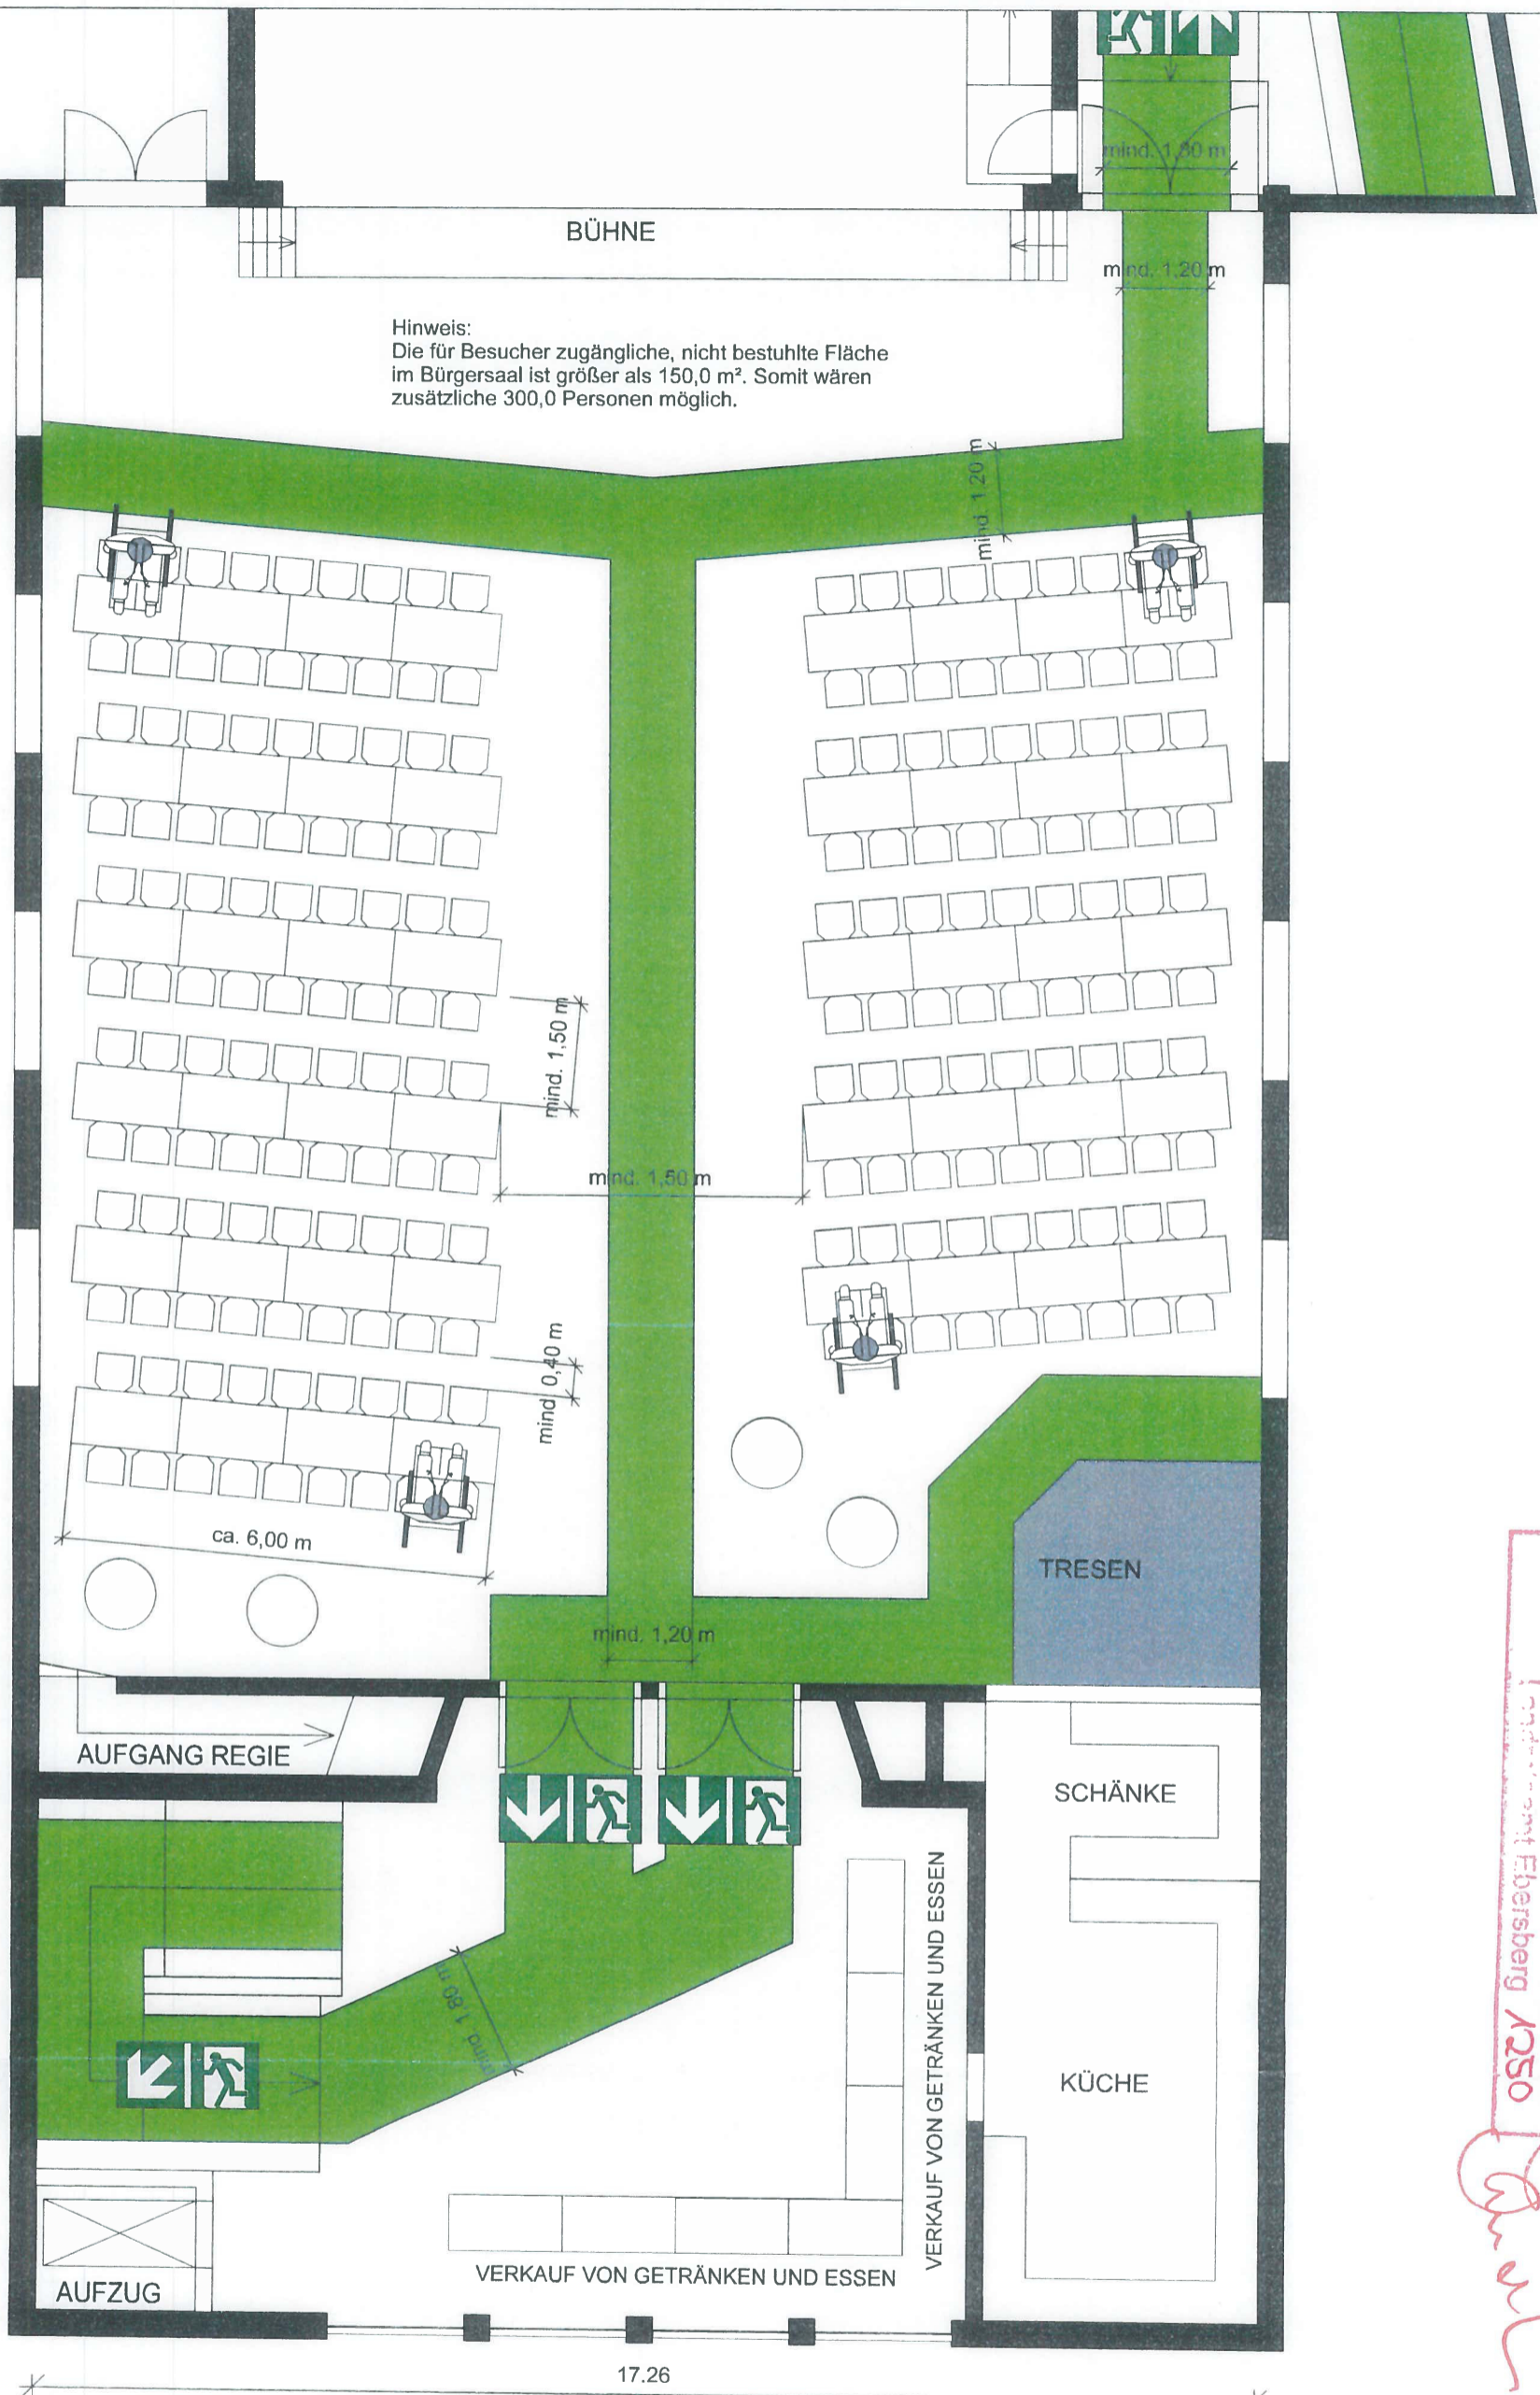 mind. 1,80 m
BÜHNE
mind. 1,20 m
Hinweis:
Die für Besucher zugängliche, nicht bestuhlte Fläche
im Bürgersaal ist größer als 150,0 m². Somit wären
zusätzliche 300,0 Personen möglich.
mind 1 20 m
mind. 1,50 m
mind. 1,50 m
mind 0,40 m
ca. 6,00 m
TRESEN
mind. 1,20 m
AUFGANG REGIE
SCHÄNKE
VERKAUF VON GETRÄNKEN UND ESSEN
mind. 1,80 m
KÜCHE
VERKAUF VON GETRÄNKEN UND ESSEN
AUFZUG
17.26
Ebersberg 1250